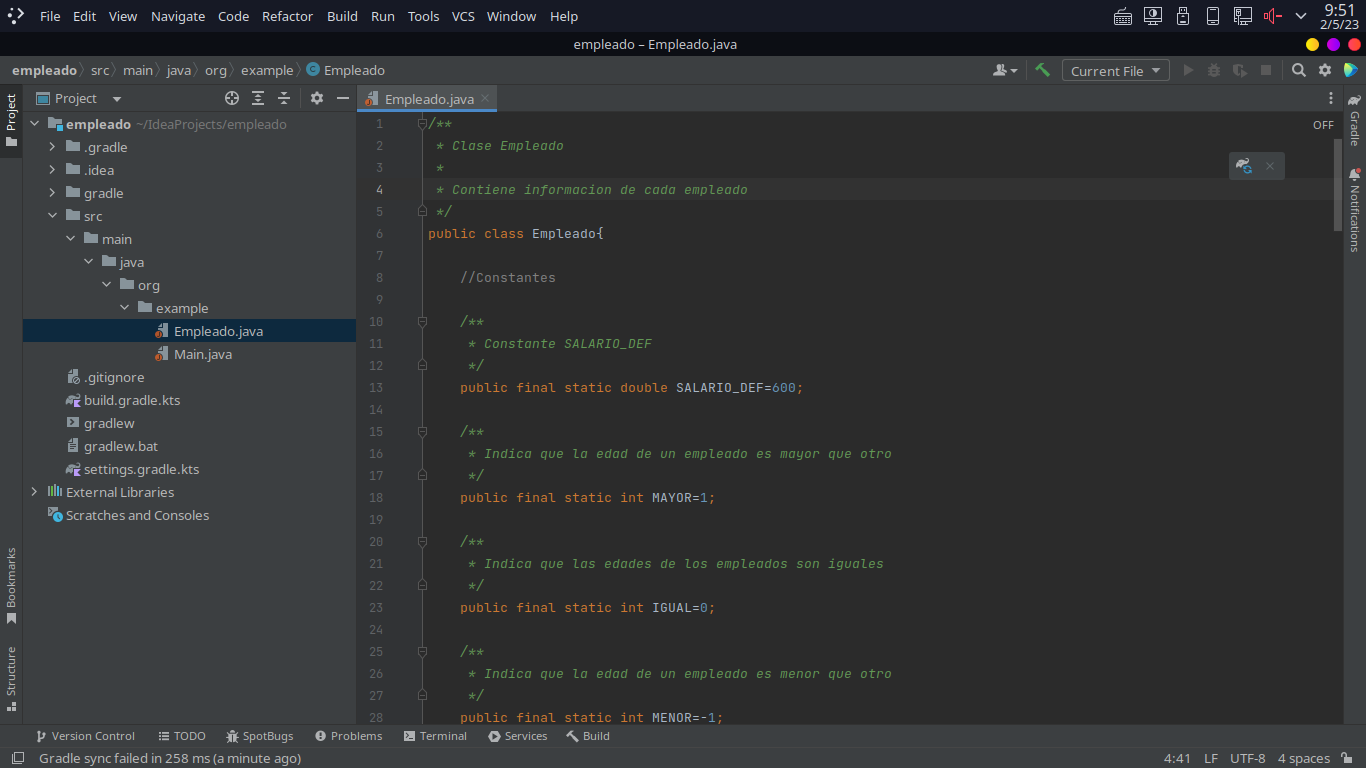 File Edit View Navigate Code Refactor Build Run Tools VCS Window Help
9:51
2/5/23
empleado – Empleado.java
empleado src main java org example Empleado
Current File
Project
Project
Empleado.java
empleado ~/IdeaProjects/empleado
.gradle
.idea
gradle
src
main
java
org
example
Empleado.java
Main.java
.gitignore
build.gradle.kts
gradlew
gradlew.bat
settings.gradle.kts
External Libraries
Scratches and Consoles
Bookmarks
Structure
OFF
1 /**
2 * Clase Empleado
3 *
4 * Contiene informacion de cada empleado
5 */
6 public class Empleado{
7
8 //Constantes
9
10 /**
11 * Constante SALARIO_DEF
12 */
13 public final static double SALARIO_DEF=600;
14
15 /**
16 * Indica que la edad de un empleado es mayor que otro
17 */
18 public final static int MAYOR=1;
19
20 /**
21 * Indica que las edades de los empleados son iguales
22 */
23 public final static int IGUAL=0;
24
25 /**
26 * Indica que la edad de un empleado es menor que otro
27 */
28 public final static int MENOR=-1;
Gradle
Notifications
Version Control TODO SpotBugs Problems Terminal Services Build
Gradle sync failed in 258 ms (a minute ago)
4:41 LF UTF-8 4 spaces